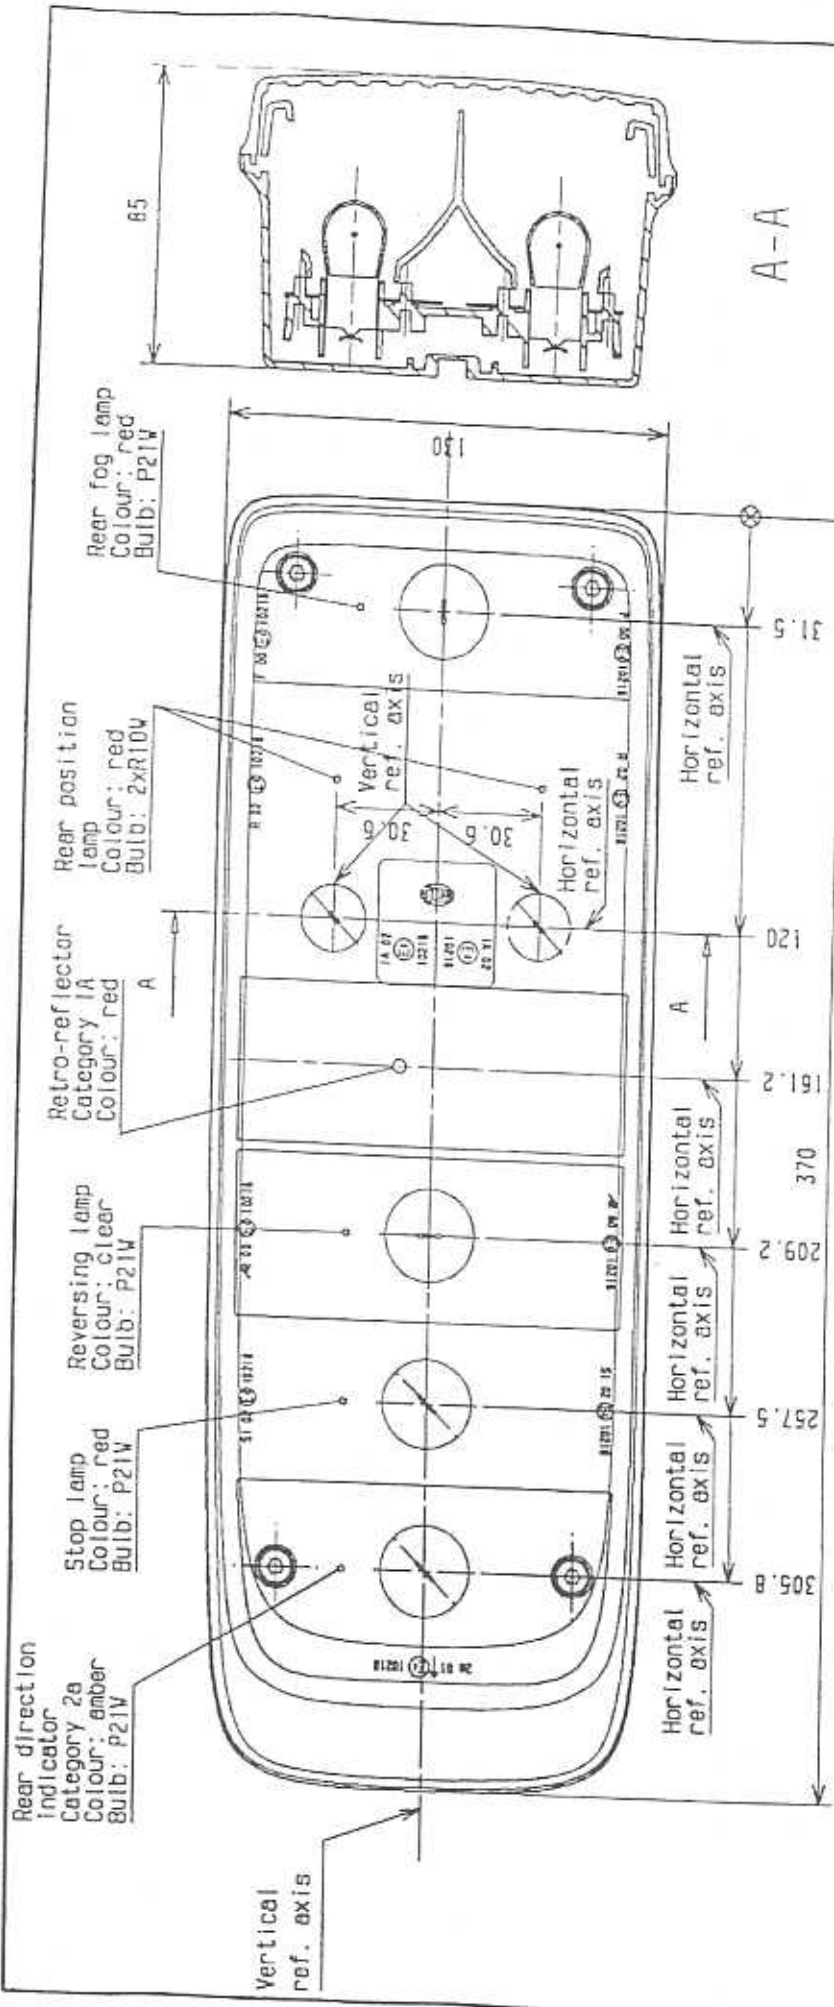 Rear direction
indicator
Category 2a
Colour: amber
Bulb: P21W
Stop lamp
Colour: red
Bulb: P21W
Reversing lamp
Colour: clear
Bulb: P21W
Retro-reflector
Category IA
Colour: red
Rear position
lamp
Colour: red
Bulb: 2xR10W
Rear fog lamp
Colour: red
Bulb: P21W
85
A-A
130
A
A
Vertical
ref. axis
30.6
30.6
Horizontal
ref. axis
IA 02
10218
Vertical
ref. axis
Horizontal
ref. axis
Horizontal
ref. axis
Horizontal
ref. axis
Horizontal
ref. axis
Horizontal
ref. axis
305.8
257.5
209.2
161.2
120
31.5
370